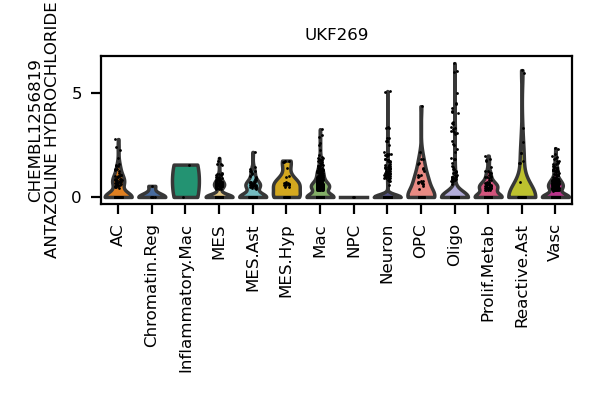 UKF269
CHEMBL1256819
ANTAZOLINE HYDROCHLORIDE
5
0
AC
Chromatin.Reg
Inflammatory.Mac
MES
MES.Ast
MES.Hyp
Mac
NPC
Neuron
OPC
Oligo
Prolif.Metab
Reactive.Ast
Vasc